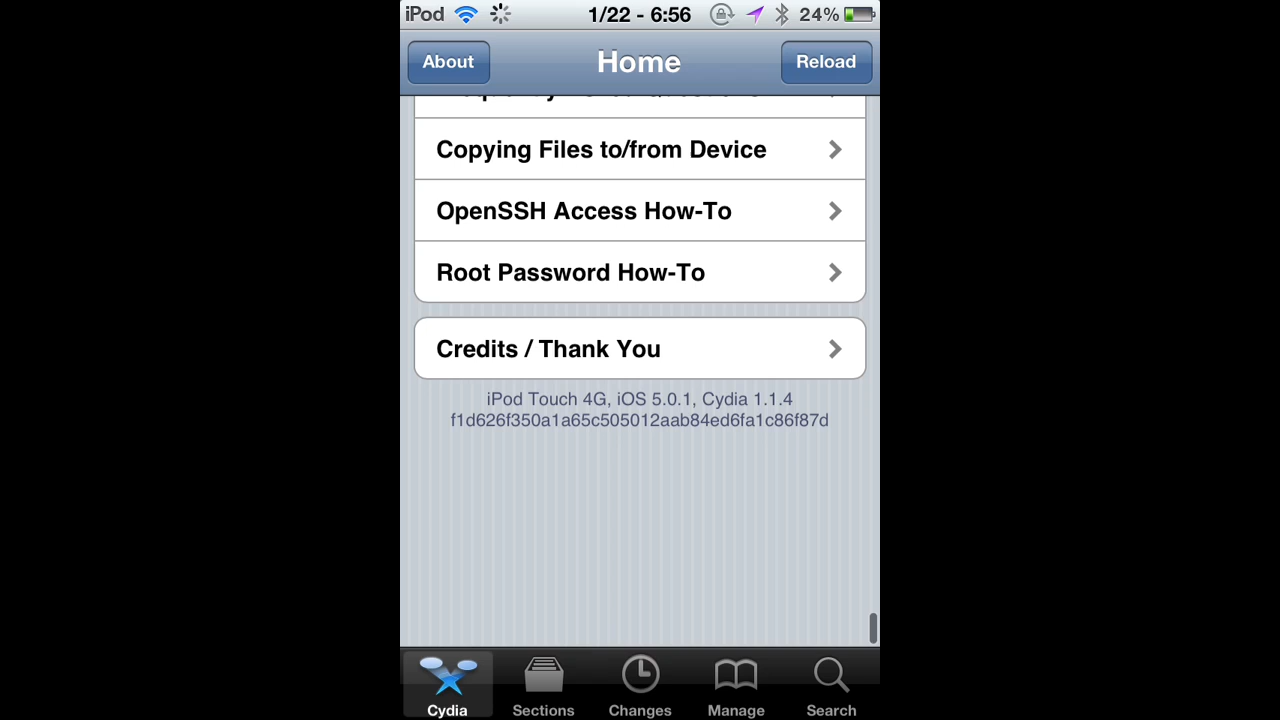 iPod 1/22 - 6:56 24%
About Home Reload
Copying Files to/from Device
OpenSSH Access How-To
Root Password How-To
Credits / Thank You
iPod Touch 4G, iOS 5.0.1, Cydia 1.1.4
f1d626f350a1a65c505012aab84ed6fa1c86f87d
Cydia Sections Changes Manage Search